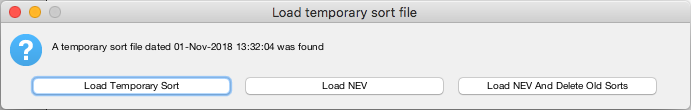 Load temporary sort file
A temporary sort file dated 01-Nov-2018 13:32:04 was found
Load Temporary Sort
Load NEV
Load NEV And Delete Old Sorts